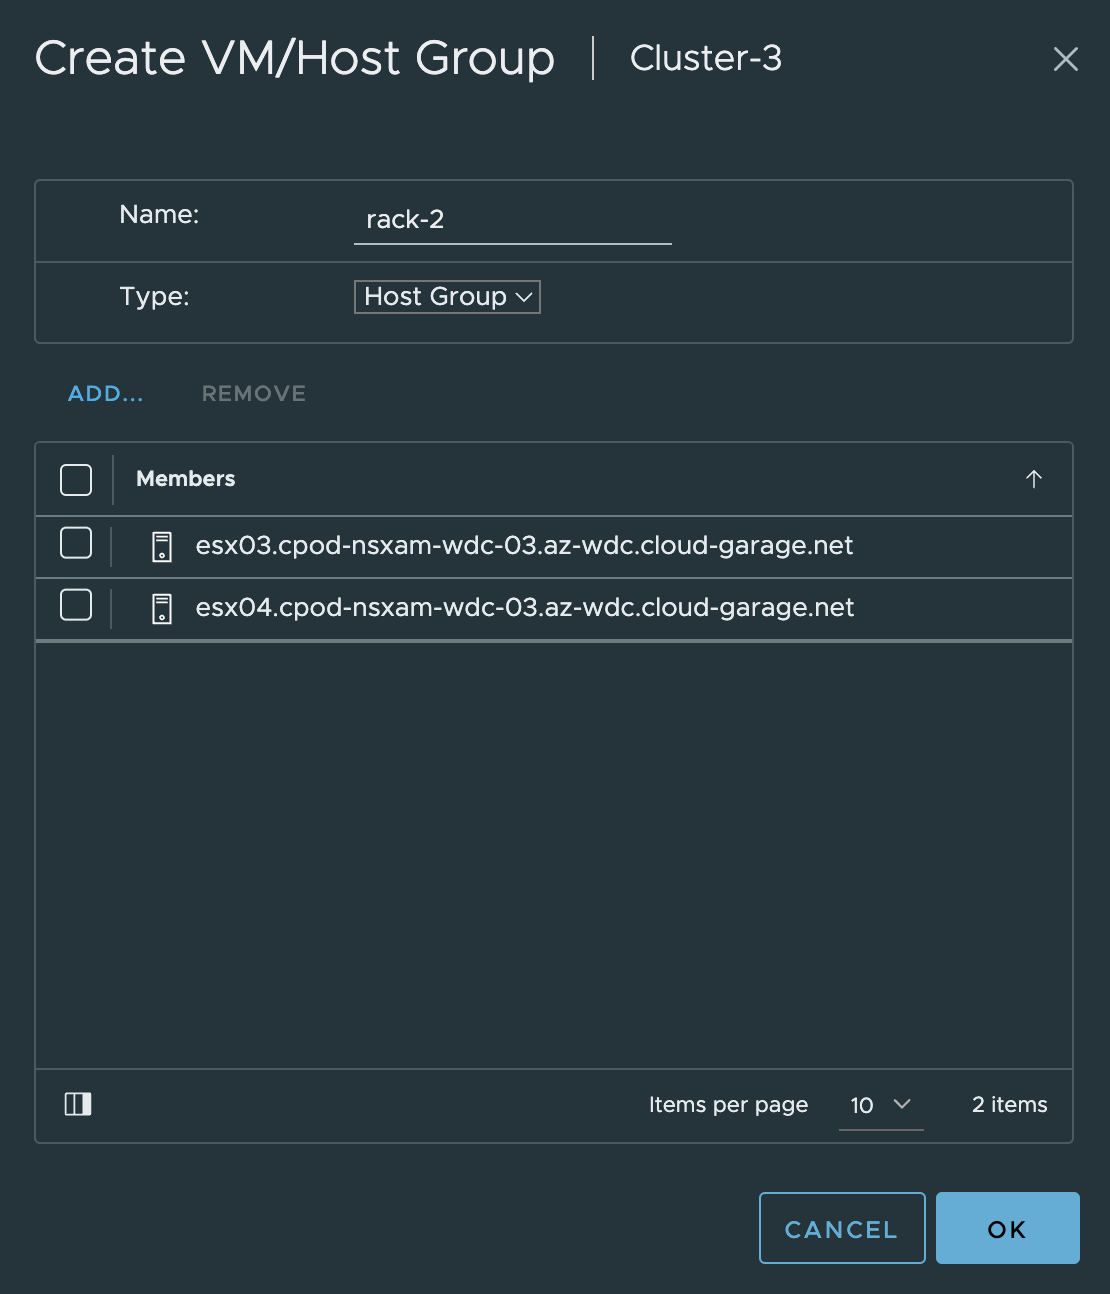 Create VM/Host Group | Cluster-3
Name: rack-2
Type: Host Group
ADD... REMOVE
Members
esx03.cpod-nsxam-wdc-03.az-wdc.cloud-garage.net
esx04.cpod-nsxam-wdc-03.az-wdc.cloud-garage.net
Items per page 10 2 items
CANCEL OK